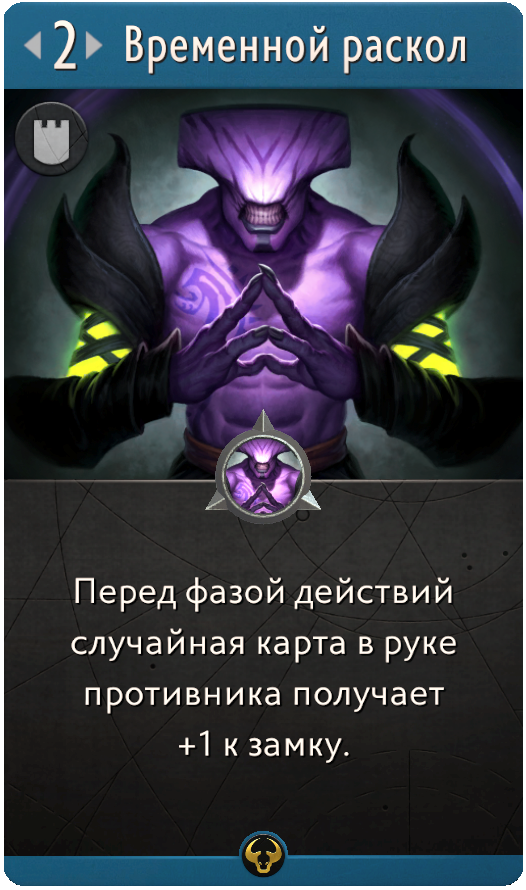 2 Временной раскол
Перед фазой действий
случайная карта в руке
противника получает
+1 к замку.